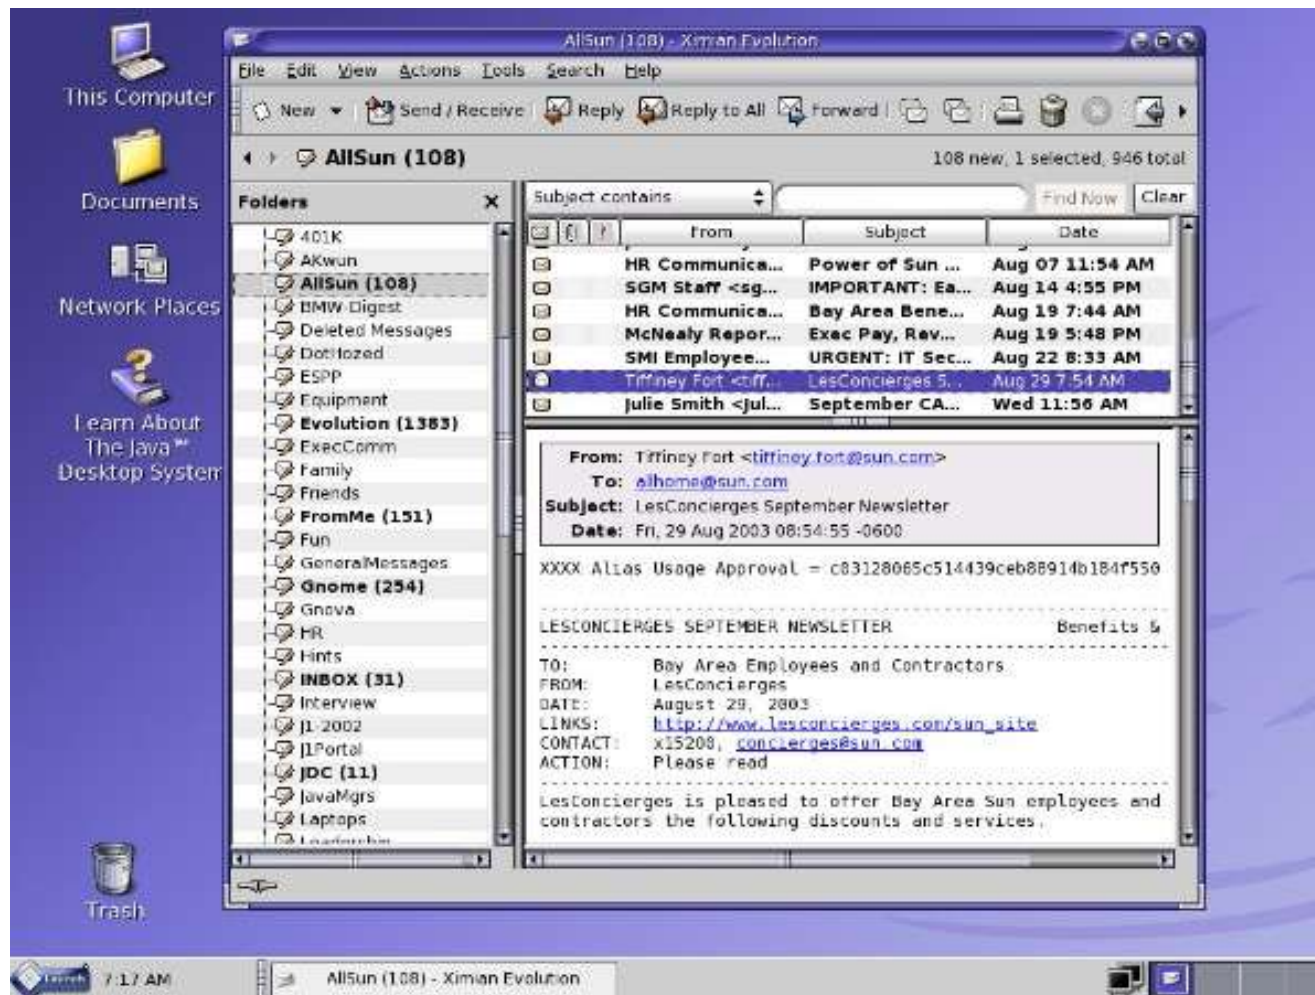 This Computer
Documents
Network Places
Learn About
The Java™
Desktop System
Trash
AllSun (108) - Ximian Evolution
File Edit View Actions Tools Search Help
New Send / Receive Reply Reply to All Forward
AllSun (108)
108 new, 1 selected, 946 total
Folders
401K
AKwun
AllSun (108)
BMW-Digest
Deleted Messages
DotHozed
ESPP
Equipment
Evolution (1383)
ExecComm
Family
Friends
FromMe (151)
Fun
GeneralMessages
Gnome (254)
Gnova
HR
Hints
INBOX (31)
Interview
J1-2002
J1Portal
JDC (11)
JavaMgrs
Laptops
Leadership
Subject contains Find Now Clear
From Subject Date
HR Communica... Power of Sun ... Aug 07 11:54 AM
SGM Staff <sg... IMPORTANT: Ea... Aug 14 4:55 PM
HR Communica... Bay Area Bene... Aug 19 7:44 AM
McNealy Repor... Exec Pay, Rev... Aug 19 5:48 PM
SMI Employee... URGENT: IT Sec... Aug 22 8:33 AM
Tiffiney Fort <tiff... LesConcierges S... Aug 29 7:54 AM
Julie Smith <jul... September CA... Wed 11:56 AM
From: Tiffiney Fort <tiffiney.fort@sun.com>
To: allhome@sun.com
Subject: LesConcierges September Newsletter
Date: Fri, 29 Aug 2003 08:54:55 -0600
XXXX Alias Usage Approval =
LESCONCIERGES SEPTEMBER NEWSLETTER Benefits &
TO: Bay Area Employees and Contractors
FROM: LesConcierges
DATE: August 29, 2003
LINKS: http://www.lesconcierges.com/sun_site
CONTACT: x15208, concierges@sun.com
ACTION: Please read
LesConcierges is pleased to offer Bay Area Sun employees and
contractors the following discounts and services.
Launch 7:17 AM AllSun (108) - Ximian Evolution